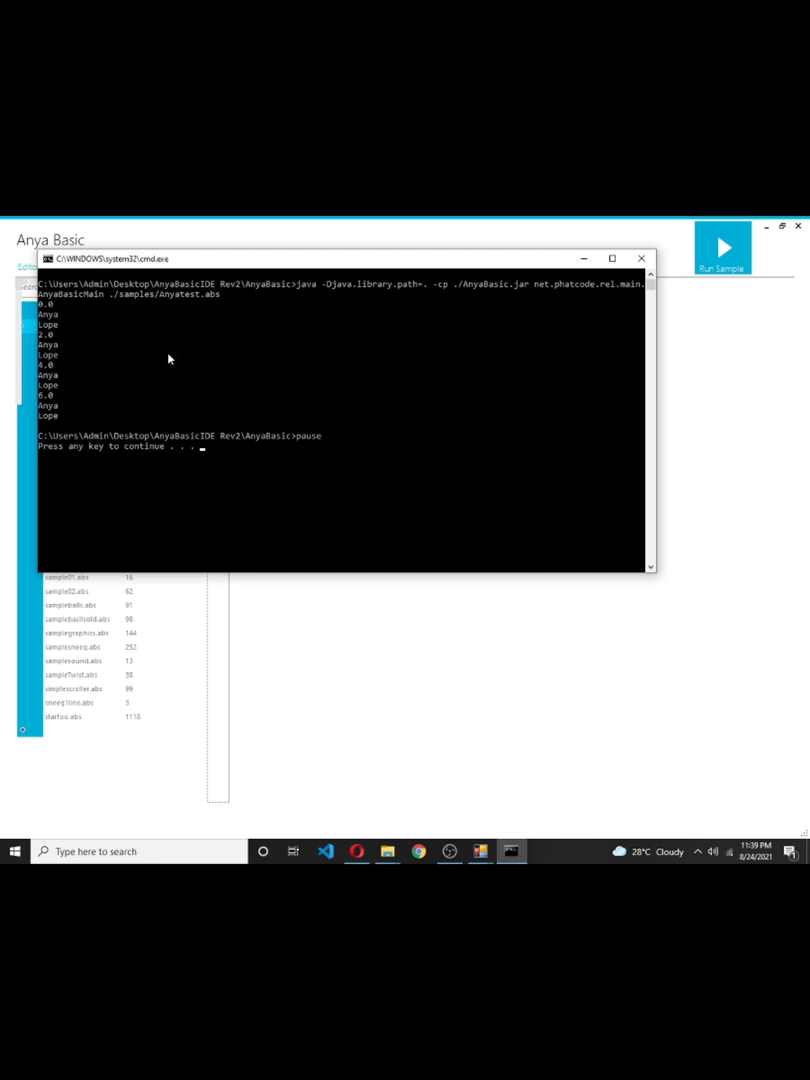 Anya Basic
Run Sample
C:\WINDOWS\system32\cmd.exe
C:\Users\Admin\Desktop\AnyaBasicIDE Rev2\AnyaBasic>java -Djava.library.path=. -cp ./AnyaBasic.jar net.phatcode.rel.main.
AnyaBasicMain ./samples/Anyatest.abs
0.0
Anya
Lope
2.0
Anya
Lope
4.0
Anya
Lope
6.0
Anya
Lope
C:\Users\Admin\Desktop\AnyaBasicIDE Rev2\AnyaBasic>pause
Press any key to continue . . .
sample01.abs 16
sample02.abs 62
sampleballs.abs 91
sampleballsold.abs 98
samplegraphics.abs 144
samplesneeq.abs 252
samplesound.abs 13
sampleTwist.abs 38
simplescroller.abs 99
sneeq1line.abs 3
starfoo.abs 1118
Type here to search
28°C Cloudy
11:39 PM
8/24/2021
1